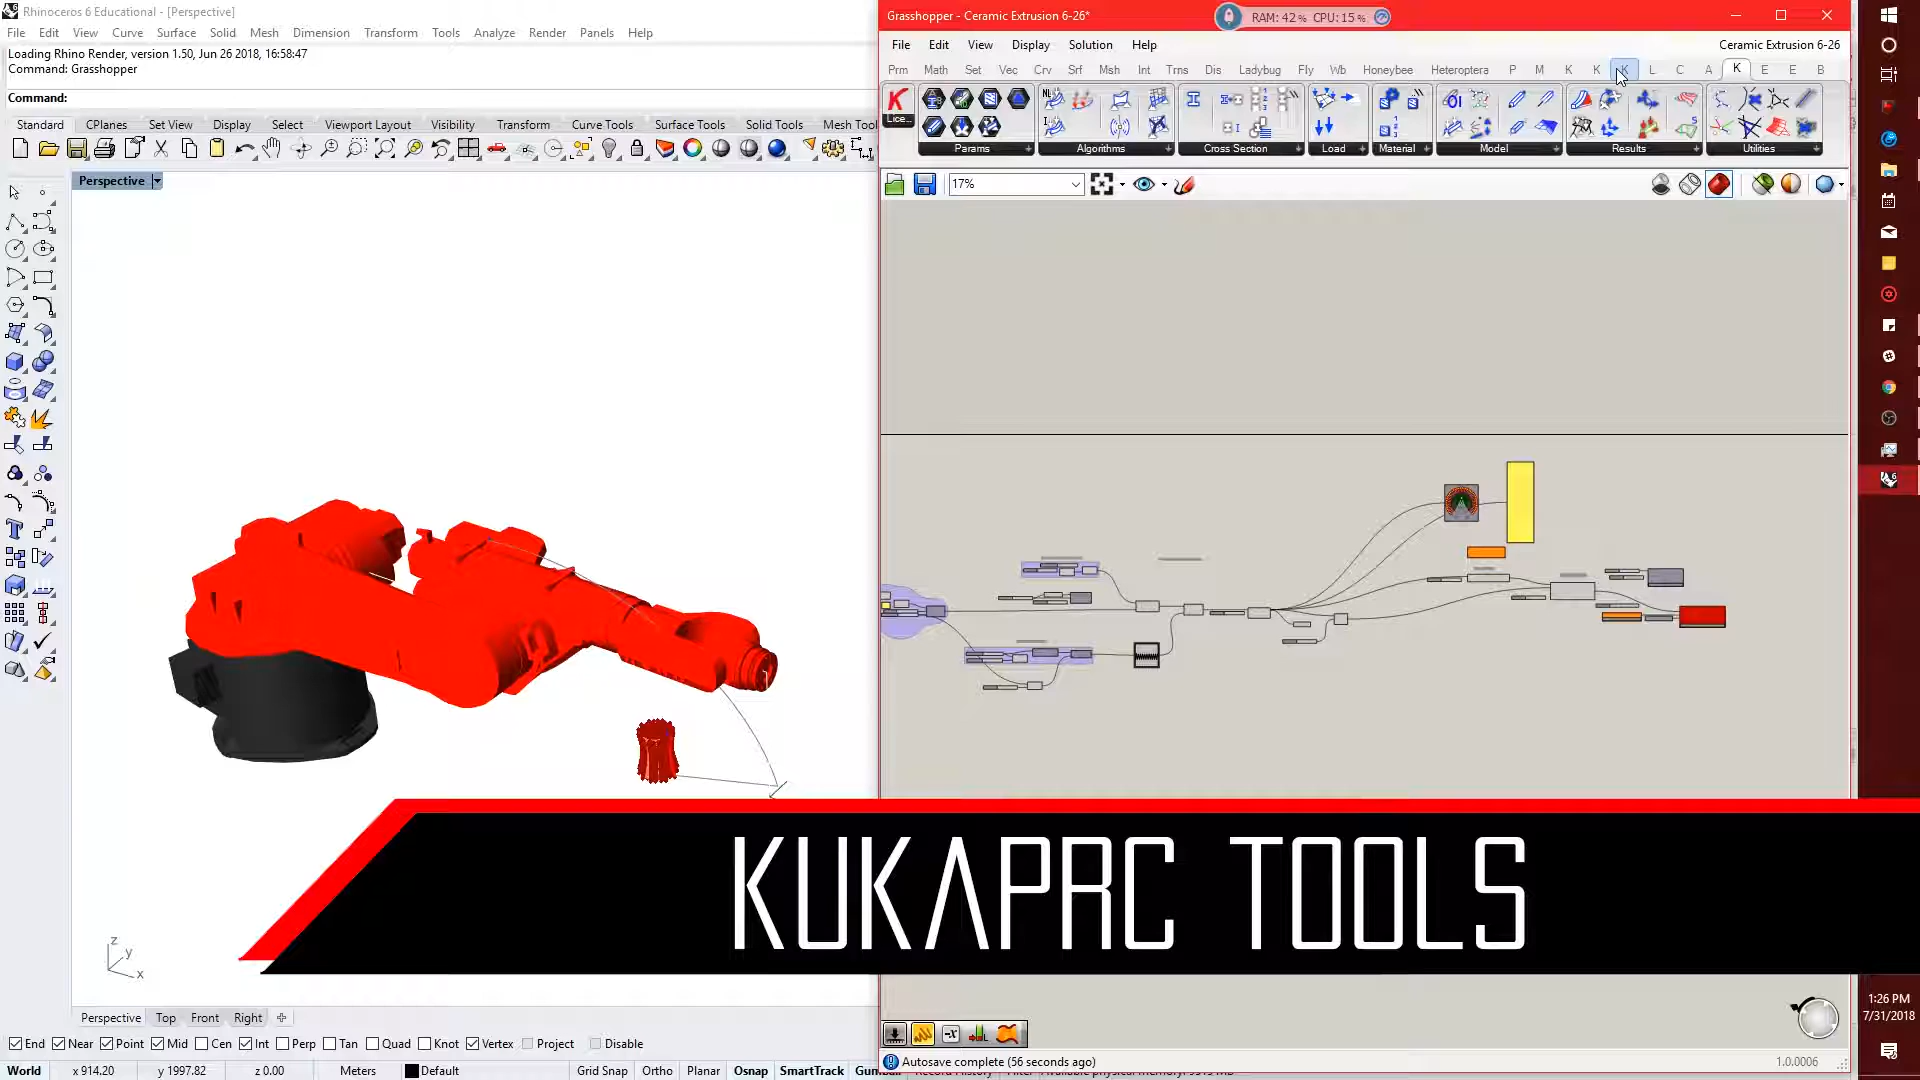 Rhinoceros 6 Educational - [Perspective]
File Edit View Curve Surface Solid Mesh Dimension Transform Tools Analyze Render Panels Help
Loading Rhino Render, version 1.50, Jun 26 2018, 16:58:47
Command: Grasshopper
Command:
Standard CPlanes Set View Display Select Viewport Layout Visibility Transform Curve Tools Surface Tools Solid Tools Mesh Tool
Perspective
Grasshopper - Ceramic Extrusion 6-26*
RAM: 42% CPU: 15%
File Edit View Display Solution Help
Ceramic Extrusion 6-26
Prm Math Set Vec Crv Srf Msh Int Trns Dis Ladybug Fly Wb Honeybee Heteroptera P M K K K L C A K E E B
Lice...
Params Algorithms Cross Section Load Material Model Results Utilities
17%
KUKAPRC TOOLS
z
y
x
Perspective Top Front Right
End Near Point Mid Cen Int Perp Tan Quad Knot Vertex Project Disable
World x 914.20 y 1997.82 z 0.00 Meters Default Grid Snap Ortho Planar Osnap SmartTrack
Autosave complete (56 seconds ago)
1.0.0006
1:26 PM
7/31/2018